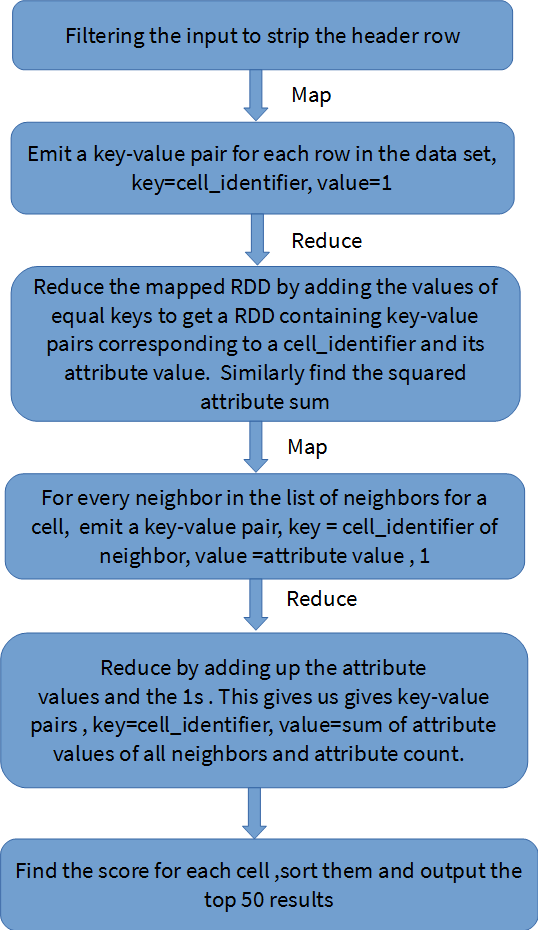 Filtering the input to strip the header row
Map
Emit a key-value pair for each row in the data set,
key=cell_identifier, value=1
Reduce
Reduce the mapped RDD by adding the values of
equal keys to get a RDD containing key-value
pairs corresponding to a cell_identifier and its
attribute value.  Similarly find the squared
attribute sum
Map
For every neighbor in the list of neighbors for a
cell,  emit a key-value pair, key = cell_identifier of
neighbor, value =attribute value , 1
Reduce
Reduce by adding up the attribute
values and the 1s . This gives us gives key-value
pairs , key=cell_identifier, value=sum of attribute
values of all neighbors and attribute count.
Find the score for each cell ,sort them and output the
top 50 results